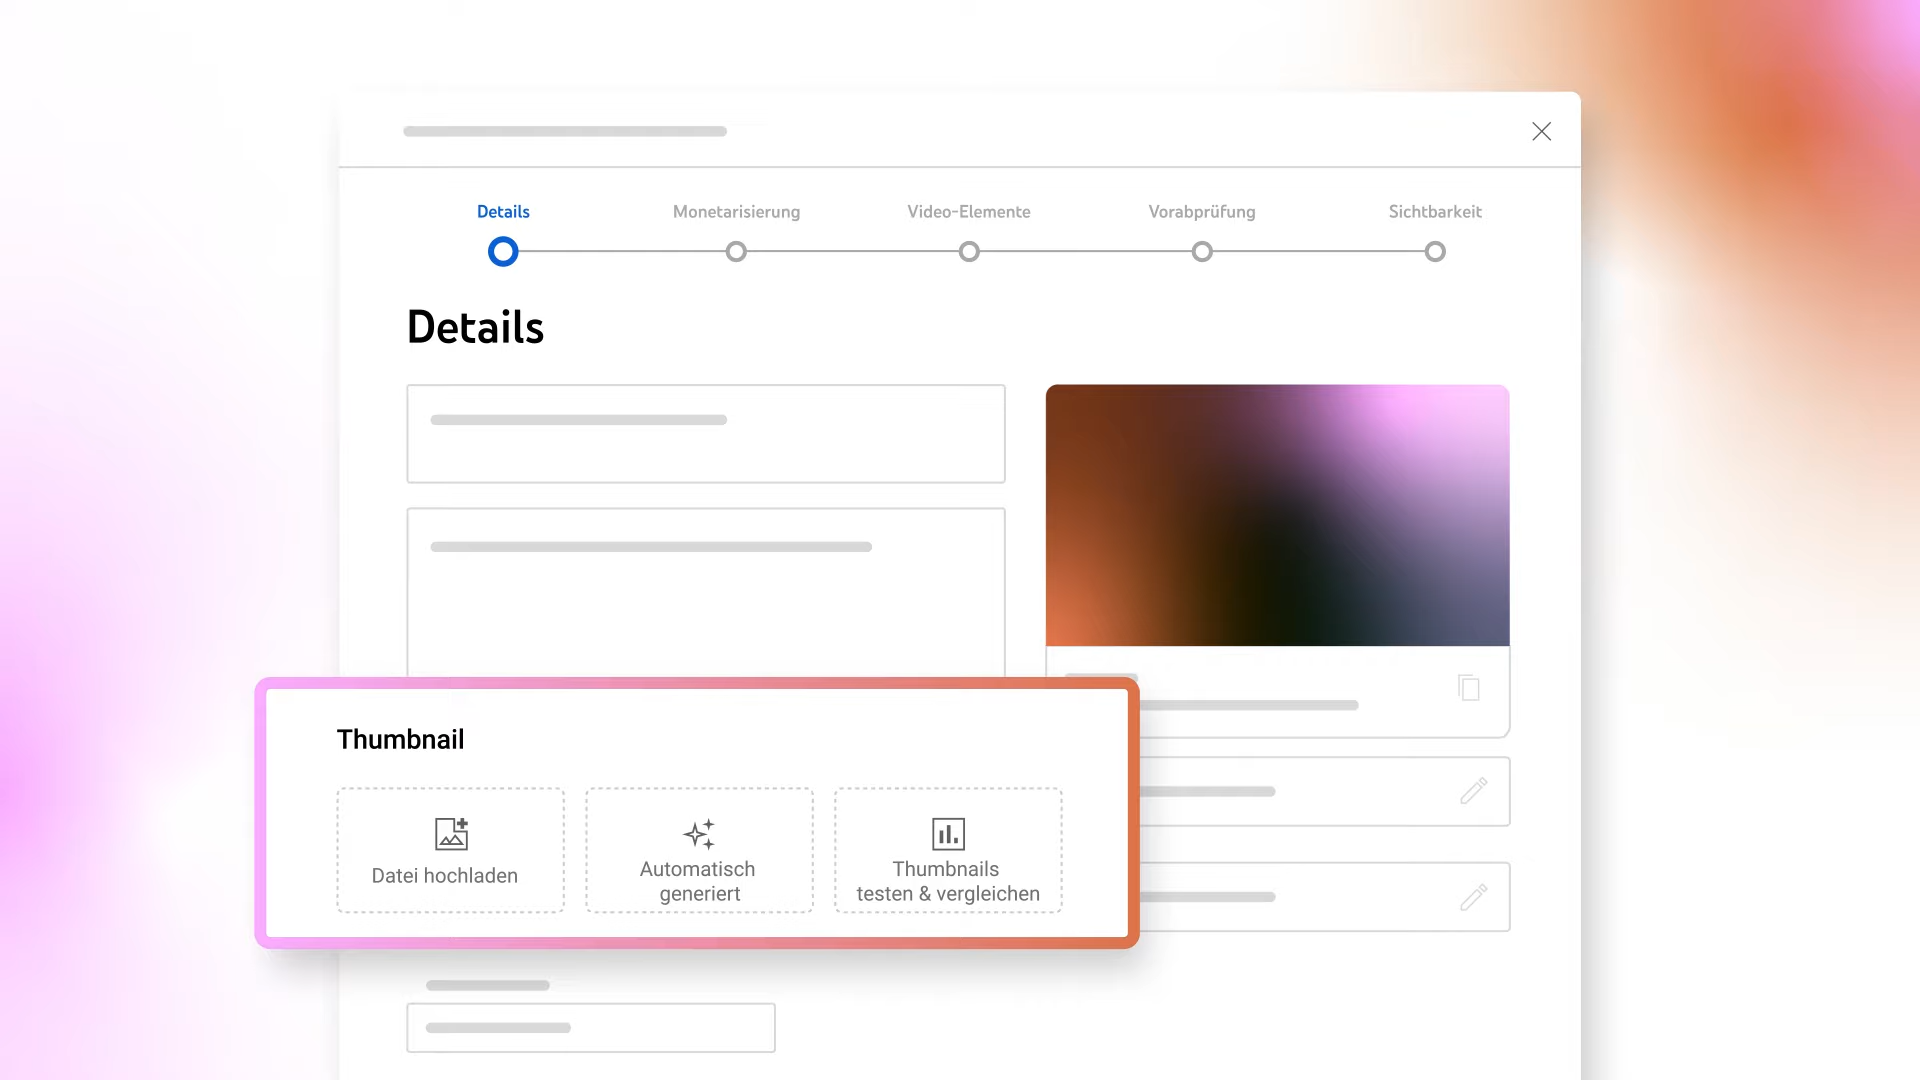 Details
Monetarisierung
Video-Elemente
Vorabprüfung
Sichtbarkeit
Details
Thumbnail
Datei hochladen
Automatisch
generiert
Thumbnails
testen & vergleichen